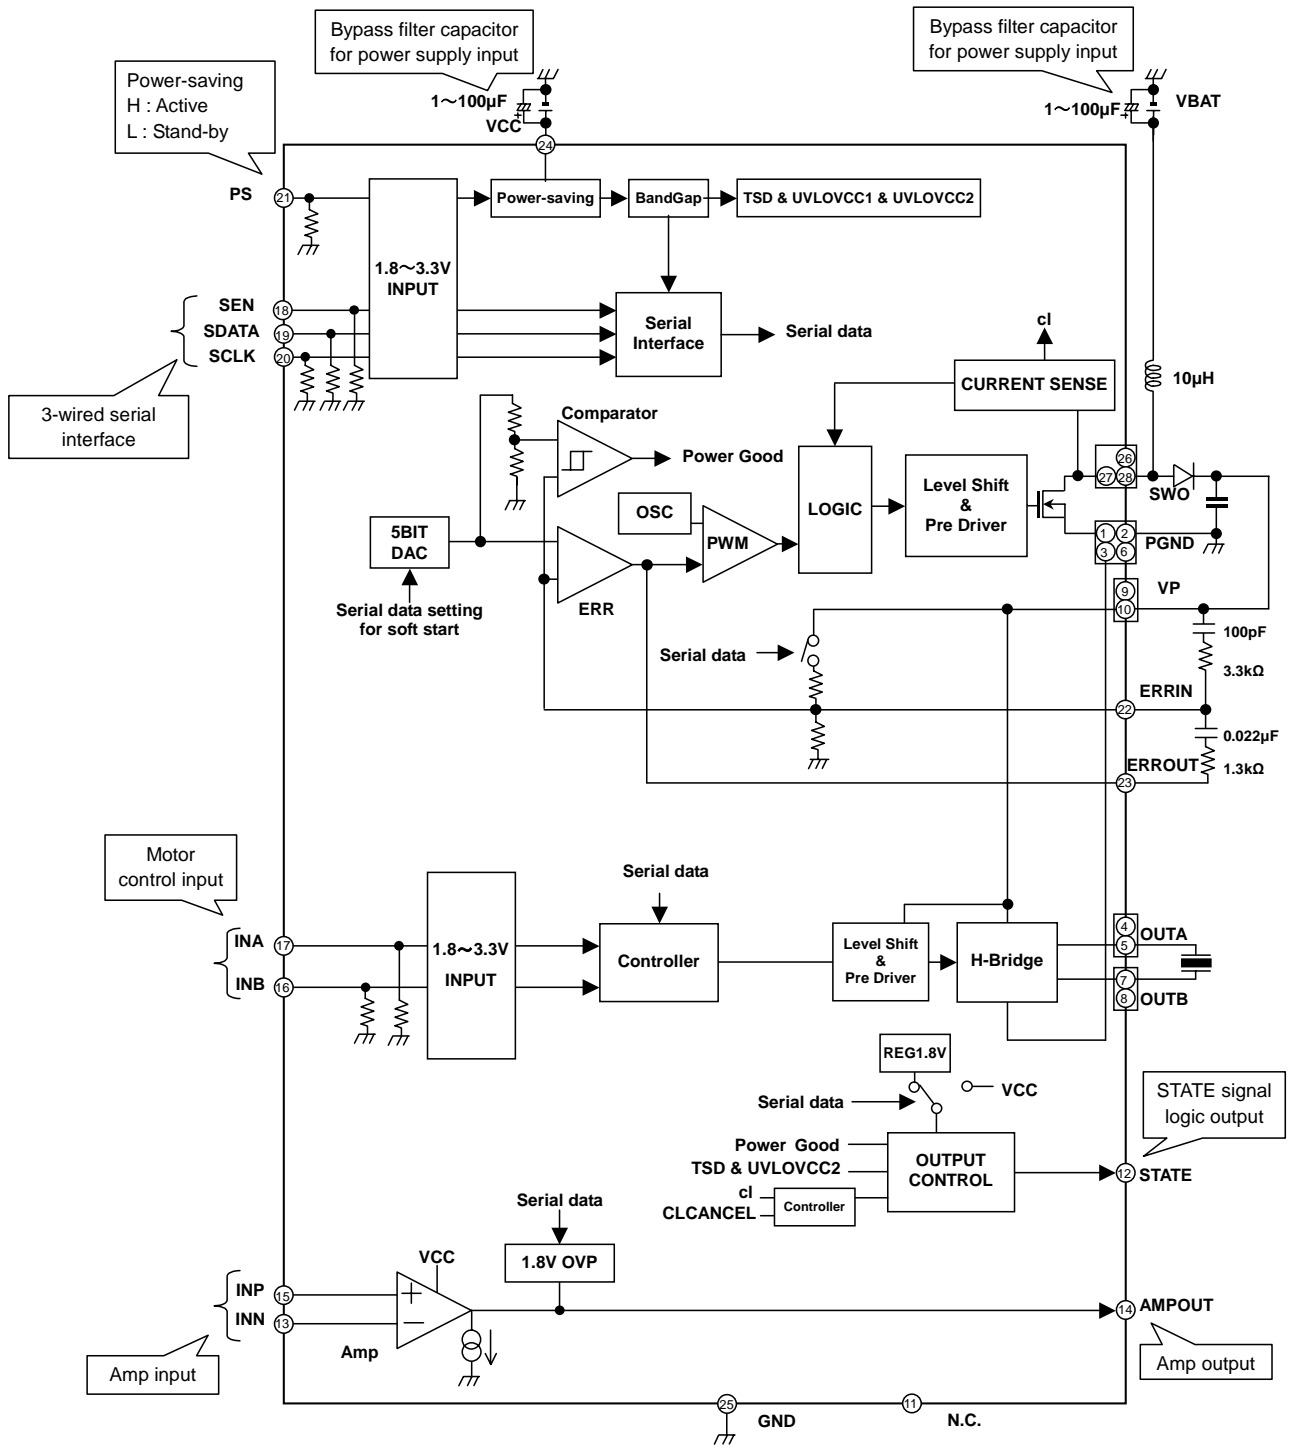 Bypass filter capacitor
for power supply input
Bypass filter capacitor
for power supply input
Power-saving
H : Active
L : Stand-by
1～100µF
+
VCC
24
1～100µF
+
VBAT
PS
21
Power-saving
BandGap
TSD & UVLOVCC1 & UVLOVCC2
1.8～3.3V
INPUT
SEN
18
SDATA
19
SCLK
20
Serial
Interface
Serial data
cl
CURRENT SENSE
10µH
3-wired serial
interface
Comparator
Power Good
OSC
PWM
LOGIC
Level Shift
&
Pre Driver
26
27
28
SWO
5BIT
DAC
ERR
1
2
3
6
PGND
Serial data setting
for soft start
9
10
VP
Serial data
100pF
3.3kΩ
ERRIN
22
0.022µF
ERROUT
1.3kΩ
23
Motor
control input
Serial data
INA
17
INB
16
1.8～3.3V
INPUT
Controller
Level Shift
&
Pre Driver
H-Bridge
4
5
OUTA
7
8
OUTB
REG1.8V
VCC
Serial data
STATE signal
logic output
Power Good
TSD & UVLOVCC2
cl
CLCANCEL
Controller
OUTPUT
CONTROL
12
STATE
Serial data
1.8V OVP
VCC
INP
15
INN
13
+
−
Amp
14
AMPOUT
Amp input
Amp output
25
GND
11
N.C.